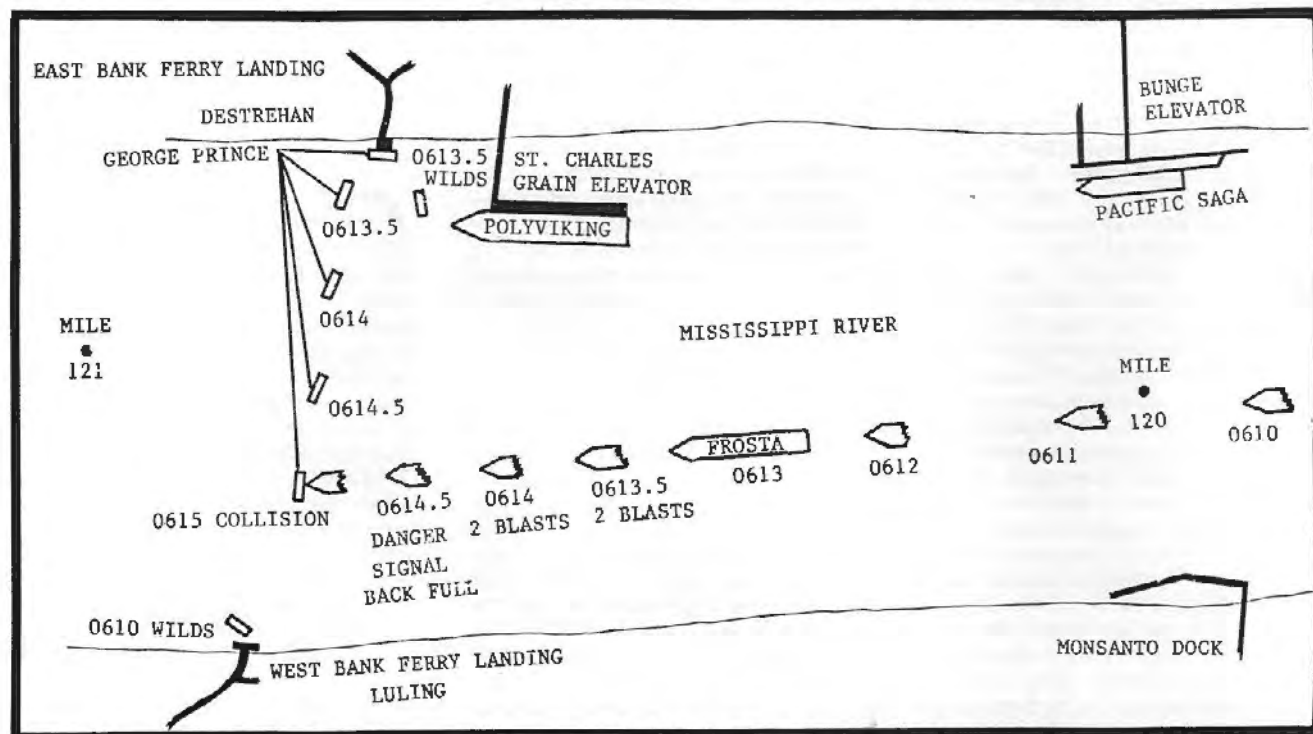 EAST BANK FERRY LANDING
DESTREHAN
GEORGE PRINCE
0613.5
WILDS
ST. CHARLES
GRAIN ELEVATOR
POLYVIKING
BUNGE
ELEVATOR
PACIFIC SAGA
0613.5
0614
0614.5
MILE
121
MISSISSIPPI RIVER
MILE
120
0610
0611
0612
FROSTA
0613
0613.5
2 BLASTS
0614
2 BLASTS
0614.5
DANGER
SIGNAL
BACK FULL
0615 COLLISION
0610 WILDS
WEST BANK FERRY LANDING
LULING
MONSANTO DOCK